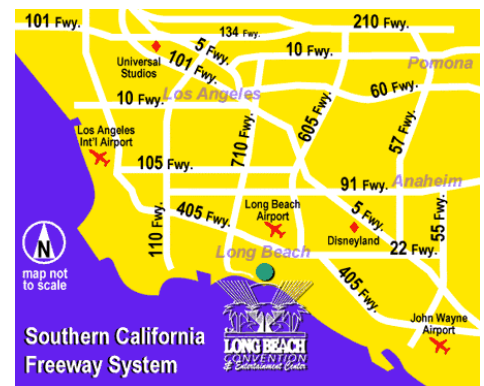 101 Fwy.
134 Fwy.
210 Fwy.
5 Fwy.
10 Fwy.
Universal
Studios
101 Fwy.
Pomona
60 Fwy.
Los Angeles
10 Fwy.
605 Fwy.
57 Fwy.
Los Angeles
Int'l Airport
710 Fwy.
105 Fwy.
91 Fwy.
Anaheim
405 Fwy.
Long Beach
Airport
5 Fwy.
55 Fwy.
110 Fwy.
Disneyland
22 Fwy.
N
Long Beach
map not
to scale
405 Fwy.
John Wayne
Airport
Southern California
Freeway System
LONG BEACH
CONVENTION
& Entertainment Center